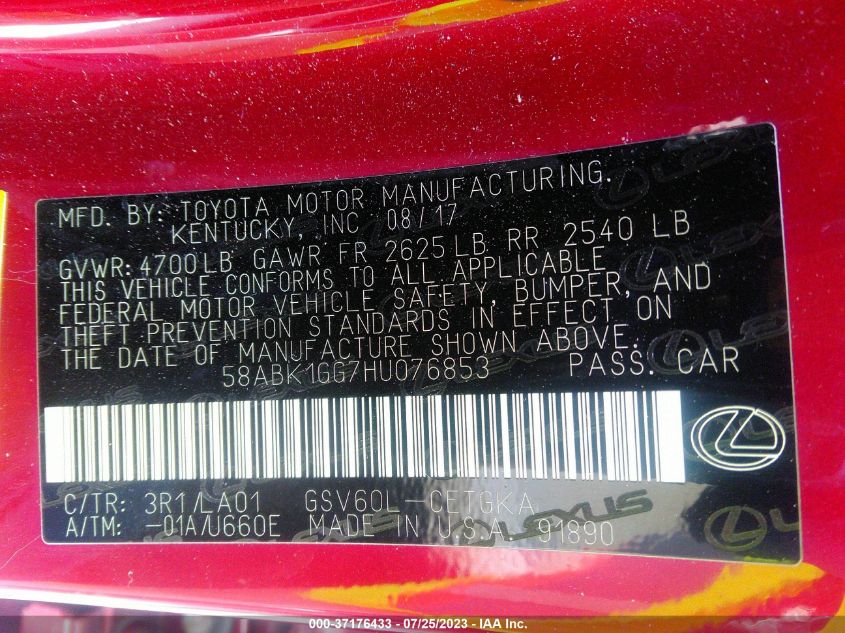 MFD. BY: TOYOTA MOTOR MANUFACTURING.
KENTUCKY, INC 08/17
GVWR: 4700LB GAWR FR 2625LB RR 2540 LB
THIS VEHICLE CONFORMS TO ALL APPLICABLE
FEDERAL MOTOR VEHICLE SAFETY, BUMPER, AND
THEFT PREVENTION STANDARDS IN EFFECT ON
THE DATE OF MANUFACTURE SHOWN ABOVE.
58ABK1GG7HU076853 PASS. CAR
C/TR: 3R1/LA01 GSV60L-CETGKA
A/TM: -01A/U660E MADE IN U.S.A. 91890
LEXUS
LEXUS
LEXUS
000-37176433 - 07/25/2023 - IAA Inc.